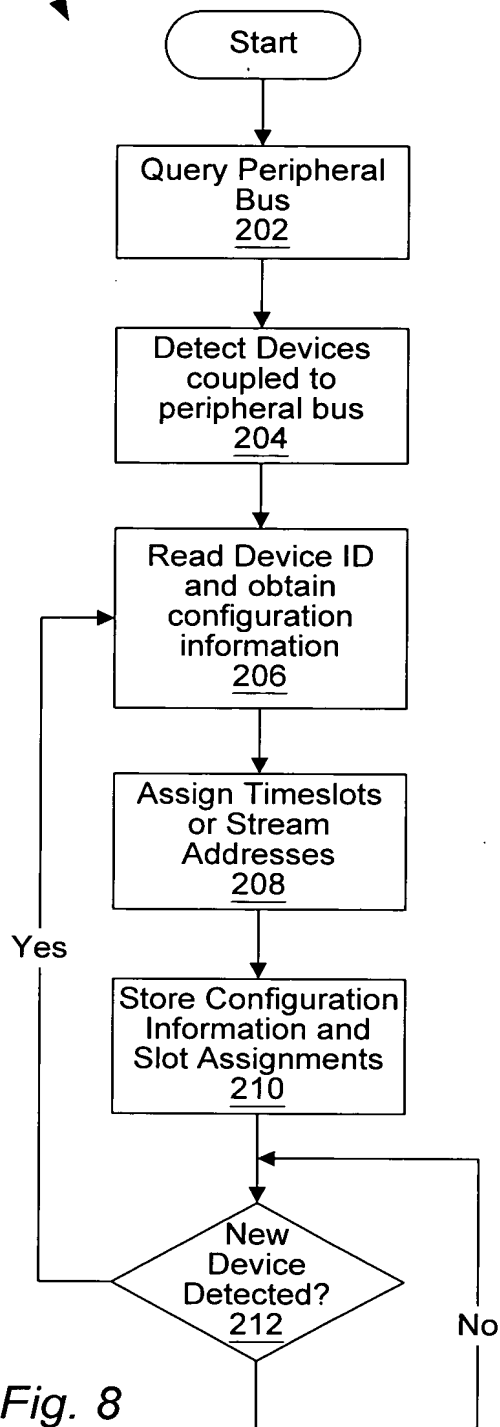 Start
Query Peripheral
Bus
202
Detect Devices
coupled to
peripheral bus
204
Read Device ID
and obtain
configuration
information
206
Assign Timeslots
or Stream
Addresses
208
Yes
Store Configuration
Information and
Slot Assignments
210
New
Device
Detected?
212
No
Fig. 8